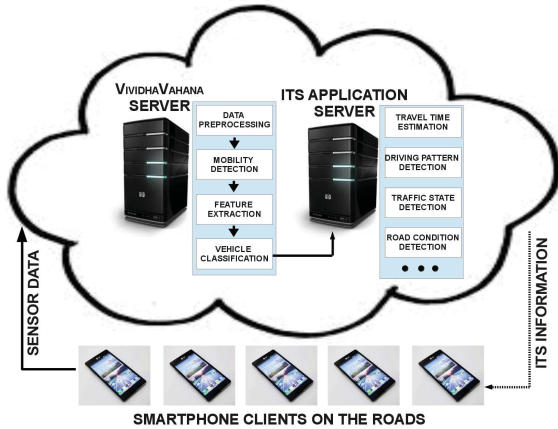 VIVIDHAVAHANA
SERVER
DATA
PREPROCESSING
MOBILITY
DETECTION
FEATURE
EXTRACTION
VEHICLE
CLASSIFICATION
ITS APPLICATION
SERVER
TRAVEL TIME
ESTIMATION
DRIVING PATTERN
DETECTION
TRAFFIC STATE
DETECTION
ROAD CONDITION
DETECTION
SENSOR DATA
ITS INFORMATION
SMARTPHONE CLIENTS ON THE ROADS